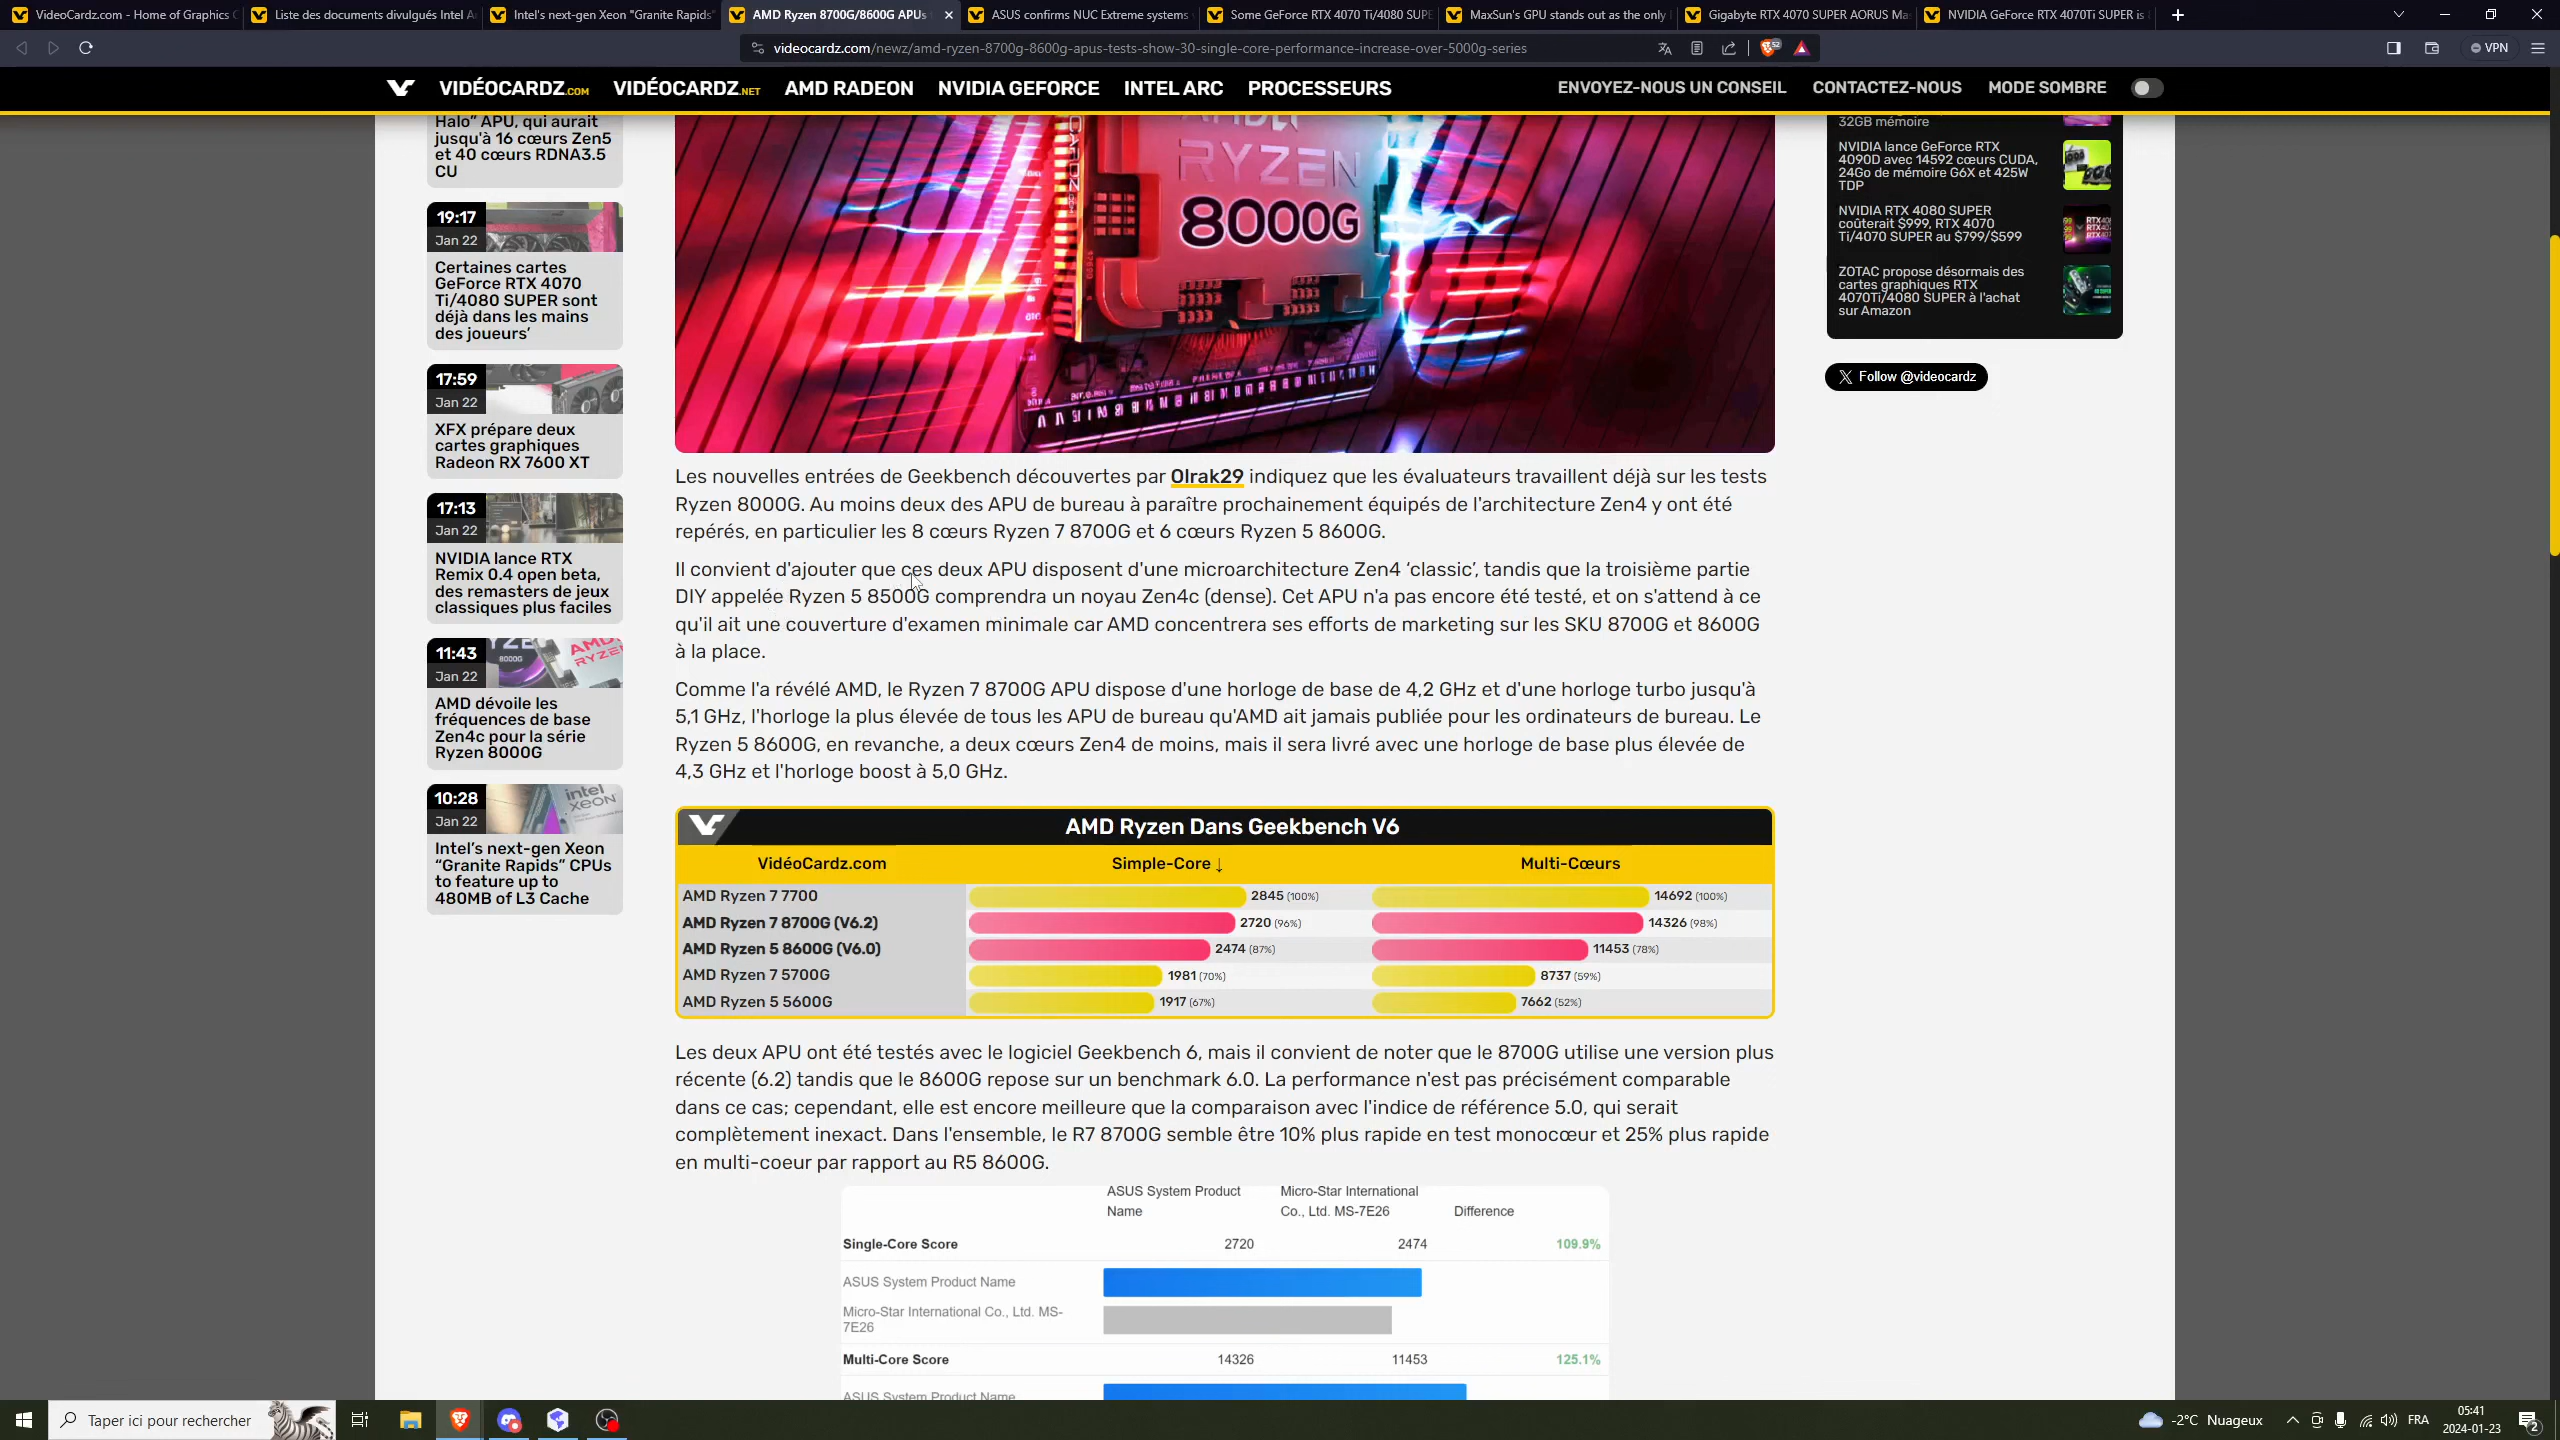 VideoCardz.com - Home of Graphics C
Liste des documents divulgués Intel A
Intel's next-gen Xeon "Granite Rapids"
AMD Ryzen 8700G/8600G APUs
ASUS confirms NUC Extreme systems
Some GeForce RTX 4070 Ti/4080 SUPE
MaxSun's GPU stands out as the only
Gigabyte RTX 4070 SUPER AORUS Ma
NVIDIA GeForce RTX 4070Ti SUPER is
videocardz.com/newz/amd-ryzen-8700g-8600g-apus-tests-show-30-single-core-performance-increase-over-5000g-series
52
VPN
VIDÉOCARDZ.COM
VIDÉOCARDZ.NET
AMD RADEON
NVIDIA GEFORCE
INTEL ARC
PROCESSEURS
ENVOYEZ-NOUS UN CONSEIL
CONTACTEZ-NOUS
MODE SOMBRE
Halo" APU, qui aurait
jusqu'à 16 cœurs Zen5
et 40 cœurs RDNA3.5
CU
19:17
Jan 22
Certaines cartes
GeForce RTX 4070
Ti/4080 SUPER sont
déjà dans les mains
des joueurs’
17:59
Jan 22
XFX prépare deux
cartes graphiques
Radeon RX 7600 XT
17:13
Jan 22
NVIDIA lance RTX
Remix 0.4 open beta,
des remasters de jeux
classiques plus faciles
11:43
Jan 22
AMD dévoile les
fréquences de base
Zen4c pour la série
Ryzen 8000G
10:28
Jan 22
Intel’s next-gen Xeon
“Granite Rapids” CPUs
to feature up to
480MB of L3 Cache
RYZEN
8000G
Les nouvelles entrées de Geekbench découvertes par Olrak29 indiquez que les évaluateurs travaillent déjà sur les tests
Ryzen 8000G. Au moins deux des APU de bureau à paraître prochainement équipés de l'architecture Zen4 y ont été
repérés, en particulier les 8 cœurs Ryzen 7 8700G et 6 cœurs Ryzen 5 8600G.
Il convient d'ajouter que ces deux APU disposent d'une microarchitecture Zen4 ‘classic’, tandis que la troisième partie
DIY appelée Ryzen 5 8500G comprendra un noyau Zen4c (dense). Cet APU n'a pas encore été testé, et on s'attend à ce
qu'il ait une couverture d'examen minimale car AMD concentrera ses efforts de marketing sur les SKU 8700G et 8600G
à la place.
Comme l'a révélé AMD, le Ryzen 7 8700G APU dispose d'une horloge de base de 4,2 GHz et d'une horloge turbo jusqu'à
5,1 GHz, l'horloge la plus élevée de tous les APU de bureau qu'AMD ait jamais publiée pour les ordinateurs de bureau. Le
Ryzen 5 8600G, en revanche, a deux cœurs Zen4 de moins, mais il sera livré avec une horloge de base plus élevée de
4,3 GHz et l'horloge boost à 5,0 GHz.
AMD Ryzen Dans Geekbench V6
VidéoCardz.com Simple-Core ↓ Multi-Cœurs
AMD Ryzen 7 7700 2845 (100%) 14692 (100%)
AMD Ryzen 7 8700G (V6.2) 2720 (96%) 14326 (98%)
AMD Ryzen 5 8600G (V6.0) 2474 (87%) 11453 (78%)
AMD Ryzen 7 5700G 1981 (70%) 8737 (59%)
AMD Ryzen 5 5600G 1917 (67%) 7662 (52%)
Les deux APU ont été testés avec le logiciel Geekbench 6, mais il convient de noter que le 8700G utilise une version plus
récente (6.2) tandis que le 8600G repose sur un benchmark 6.0. La performance n'est pas précisément comparable
dans ce cas; cependant, elle est encore meilleure que la comparaison avec l'indice de référence 5.0, qui serait
complètement inexact. Dans l'ensemble, le R7 8700G semble être 10% plus rapide en test monocœur et 25% plus rapide
en multi-coeur par rapport au R5 8600G.
ASUS System Product
Name
Micro-Star International
Co., Ltd. MS-7E26
Difference
Single-Core Score 2720 2474 109.9%
ASUS System Product Name
Micro-Star International Co., Ltd. MS-
7E26
Multi-Core Score 14326 11453 125.1%
ASUS System Product Name
32GB mémoire
NVIDIA lance GeForce RTX
4090D avec 14592 cœurs CUDA,
24Go de mémoire G6X et 425W
TDP
NVIDIA RTX 4080 SUPER
coûterait $999, RTX 4070
Ti/4070 SUPER au $799/$599
ZOTAC propose désormais des
cartes graphiques RTX
4070Ti/4080 SUPER à l'achat
sur Amazon
Follow @videocardz
Taper ici pour rechercher
-2°C Nuageux
FRA
05:41
2024-01-23
2